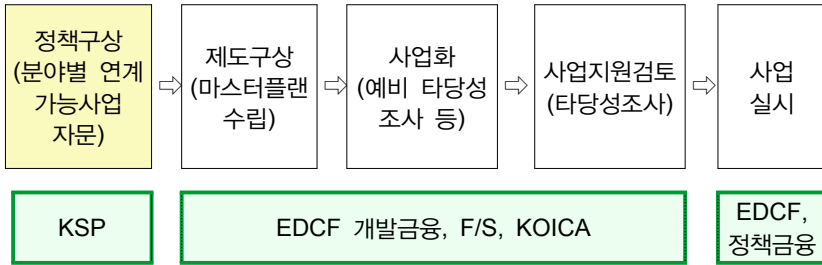 정책구상
(분야별 연계
가능사업
자문)
⇨
제도구상
(마스터플랜
수립)
⇨
사업화
(예비 타당성
조사 등)
⇨
사업지원검토
(타당성조사)
⇨
사업
실시
KSP
EDCF 개발금융, F/S, KOICA
EDCF,
정책금융